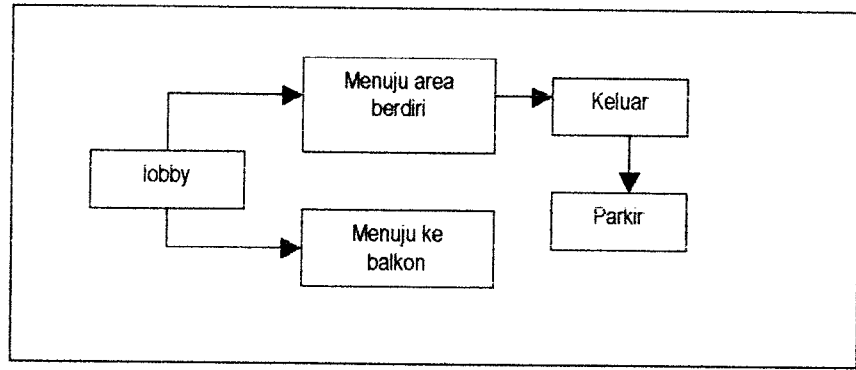 Menuju area
berdiri
Keluar
lobby
Parkir
Menuju ke
balkon